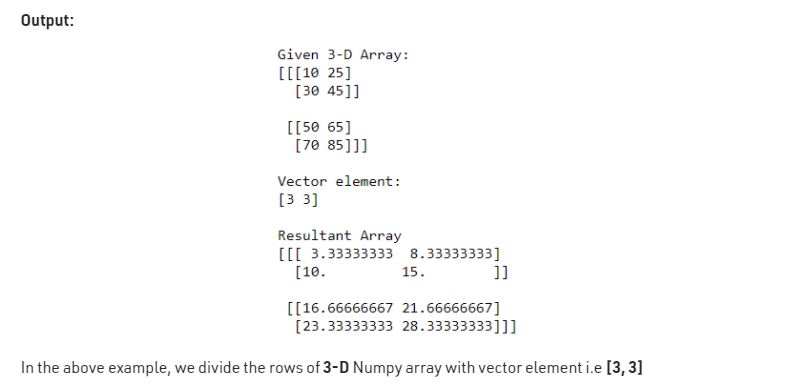 Output:
Given 3-D Array:
[[[10 25]
[30 45]]
[[50 65]
[70 85]]]
Vector element:
[3 3]
Resultant Array
[[[ 3.33333333  8.33333333]
[10.         15.        ]]
[[16.66666667 21.66666667]
[23.33333333 28.33333333]]]
In the above example, we divide the rows of 3-D Numpy array with vector element i.e [3, 3]